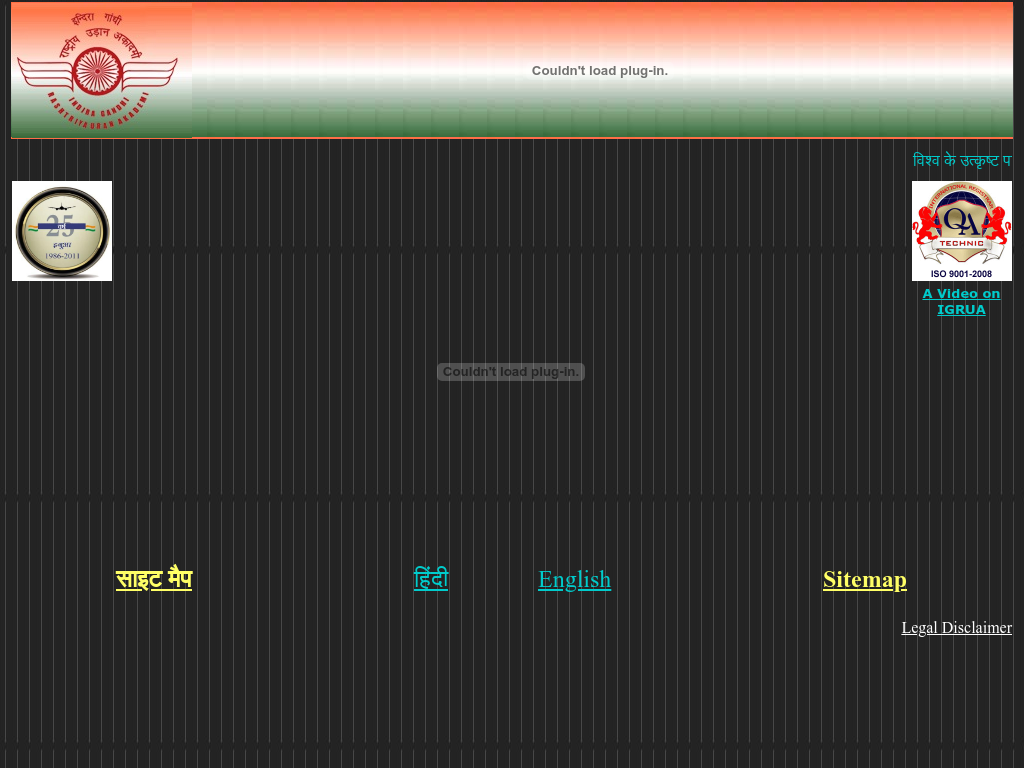 इन्दिरा गांधी
राष्ट्रीय उड़ान अकादमी
INDIRA GANDHI
RASHTRIYA URAN AKADEMI
Couldn't load plug-in.
विश्व के उत्कृष्ट प
25
वर्ष
इग्रुआ
1986-2011
INTERNATIONAL REGISTRAR
QA
TECHNIC
ISO 9001-2008
A Video on
IGRUA
Couldn't load plug-in.
साइट मैप
हिंदी
English
Sitemap
Legal Disclaimer